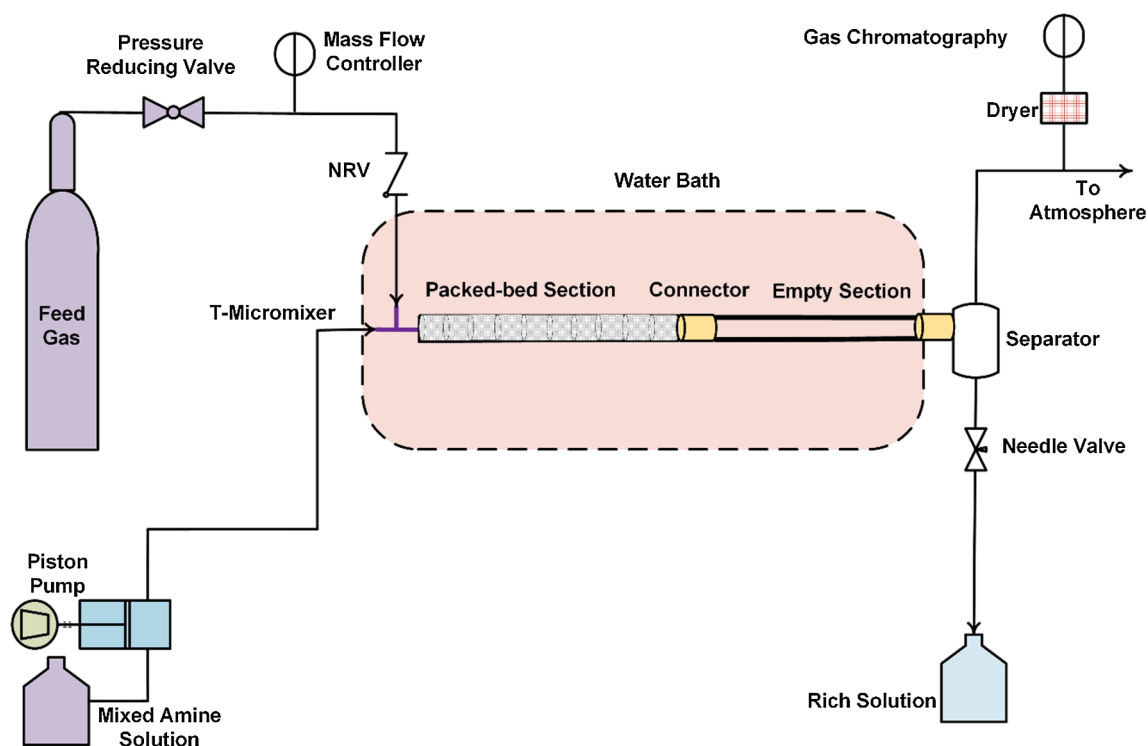 Pressure
Reducing Valve
Mass Flow
Controller
Gas Chromatography
Dryer
NRV
Water Bath
To
Atmosphere
Packed-bed Section
Connector
Empty Section
T-Micromixer
Feed
Gas
Separator
Needle Valve
Piston
Pump
Mixed Amine
Solution
Rich Solution